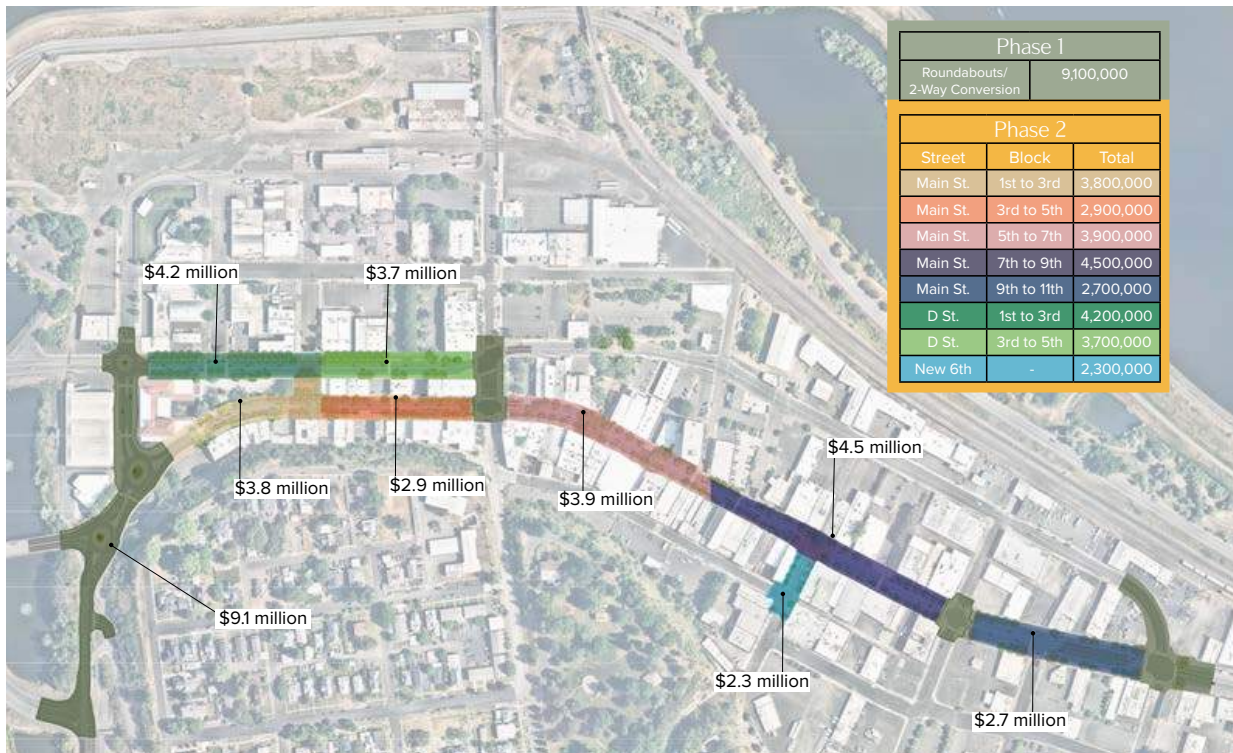 Phase 1
Roundabouts/
2-Way Conversion
9,100,000
Phase 2
Street Block Total
Main St. 1st to 3rd 3,800,000
Main St. 3rd to 5th 2,900,000
Main St. 5th to 7th 3,900,000
Main St. 7th to 9th 4,500,000
Main St. 9th to 11th 2,700,000
D St. 1st to 3rd 4,200,000
D St. 3rd to 5th 3,700,000
New 6th - 2,300,000
$4.2 million
$3.7 million
$4.5 million
$3.8 million
$2.9 million
$3.9 million
$9.1 million
$2.3 million
$2.7 million